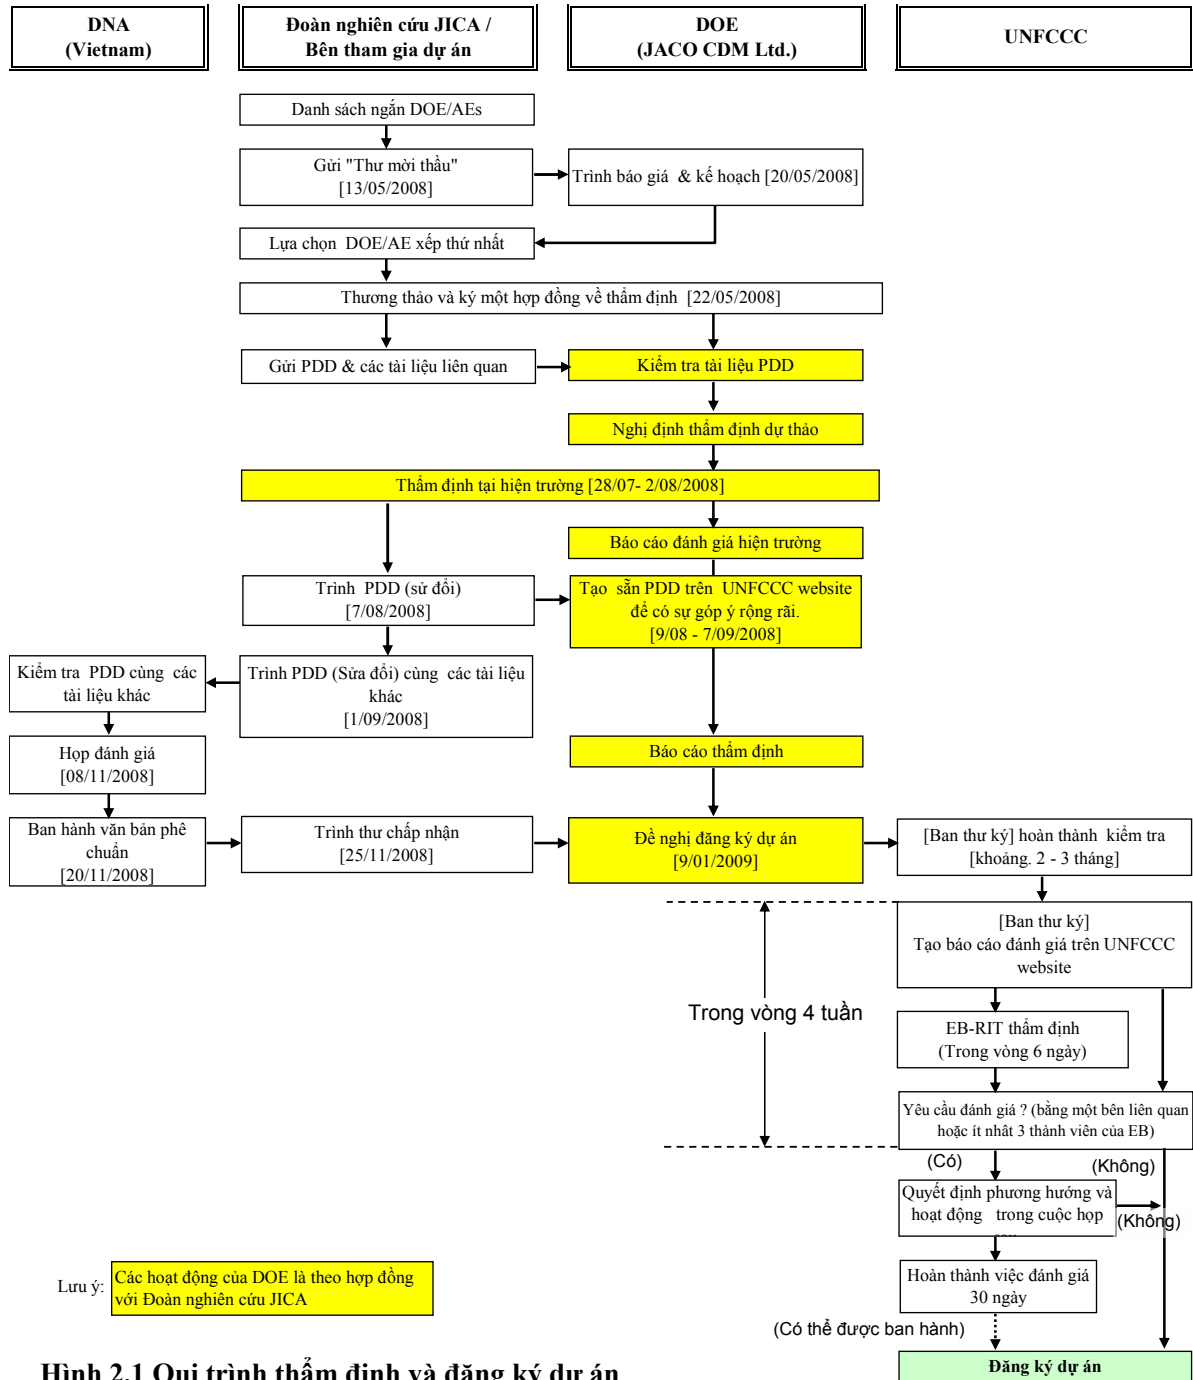 DNA
(Vietnam)
Đoàn nghiên cứu JICA /
Bên tham gia dự án
DOE
(JACO CDM Ltd.)
UNFCCC
Danh sách ngắn DOE/AEs
Gửi "Thư mời thầu"
[13/05/2008]
Trình báo giá & kế hoạch [20/05/2008]
Lựa chọn DOE/AE xếp thứ nhất
Thương thảo và ký một hợp đồng về thẩm định [22/05/2008]
Gửi PDD & các tài liệu liên quan
Kiểm tra tài liệu PDD
Nghị định thẩm định dự thảo
Thẩm định tại hiện trường [28/07- 2/08/2008]
Báo cáo đánh giá hiện trường
Trình PDD (sử đổi)
[7/08/2008]
Tạo sẵn PDD trên UNFCCC website
để có sự góp ý rộng rãi.
[9/08 - 7/09/2008]
Kiểm tra PDD cùng các
tài liệu khác
Trình PDD (Sửa đổi) cùng các tài liệu
khác
[1/09/2008]
Họp đánh giá
[08/11/2008]
Báo cáo thẩm định
Ban hành văn bản phê
chuẩn
[20/11/2008]
Trình thư chấp nhận
[25/11/2008]
Đề nghị đăng ký dự án
[9/01/2009]
[Ban thư ký] hoàn thành kiểm tra
[khoảng. 2 - 3 tháng]
[Ban thư ký]
Tạo báo cáo đánh giá trên UNFCCC
website
Trong vòng 4 tuần
EB-RIT thẩm định
(Trong vòng 6 ngày)
Yêu cầu đánh giá ? (bằng một bên liên quan
hoặc ít nhất 3 thành viên của EB)
(Có)
(Không)
Quyết định phương hướng và
hoạt động trong cuộc họp
(Không)
Hoàn thành việc đánh giá
30 ngày
Lưu ý:
Các hoạt động của DOE là theo hợp đồng
với Đoàn nghiên cứu JICA
(Có thể được ban hành)
Đăng ký dự án
Hình 2.1 Qui trình thẩm định và đăng ký dự án